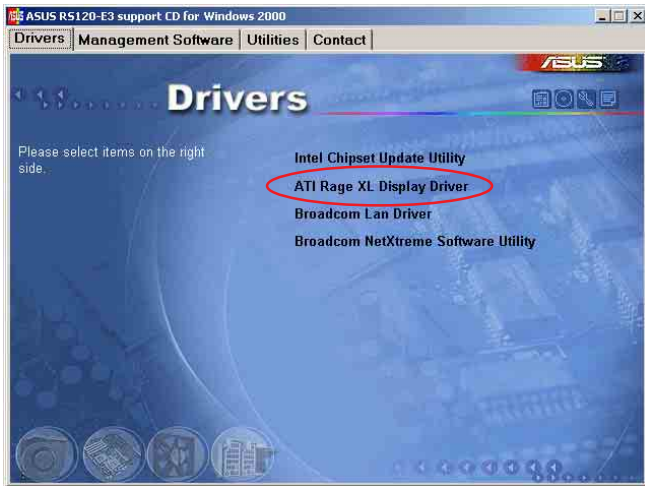 ASUS RS120-E3 support CD for Windows 2000
Drivers Management Software Utilities Contact
ASUS
Drivers
Please select items on the right
side.
Intel Chipset Update Utility
ATI Rage XL Display Driver
Broadcom Lan Driver
Broadcom NetXtreme Software Utility